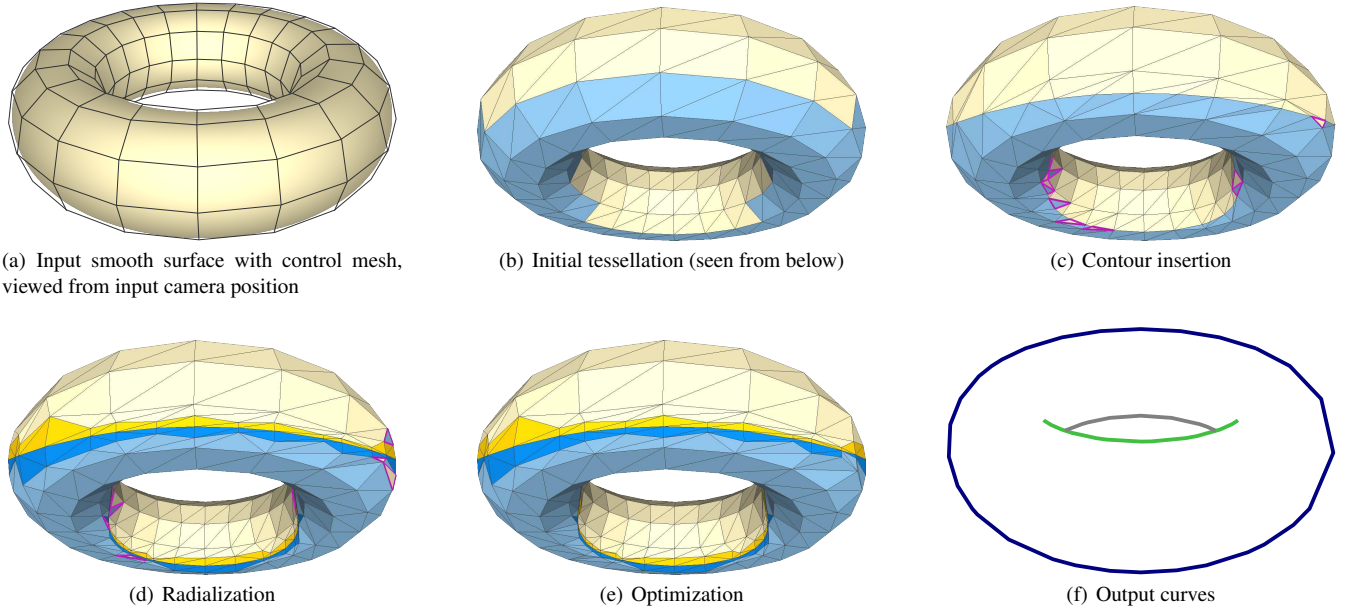 (a) Input smooth surface with control mesh,
viewed from input camera position
(b) Initial tessellation (seen from below)
(c) Contour insertion
(d) Radialization
(e) Optimization
(f) Output curves